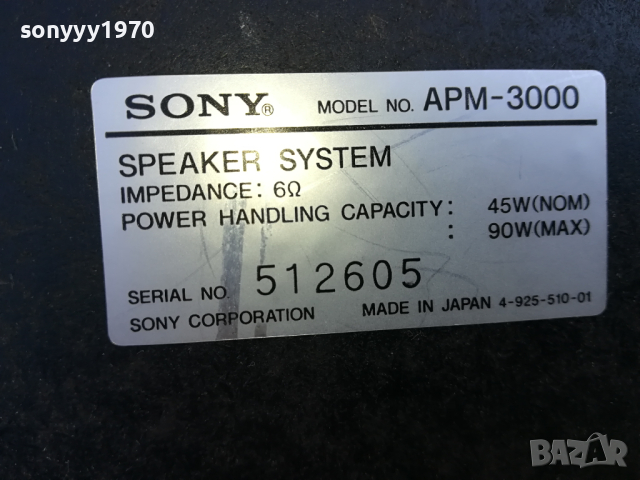 sonyyy1970
SONY® MODEL NO. APM-3000
SPEAKER SYSTEM
IMPEDANCE: 6Ω
POWER HANDLING CAPACITY: 45W(NOM)
: 90W(MAX)
SERIAL NO. 512605
SONY CORPORATION MADE IN JAPAN 4-925-510-01
BAZAR